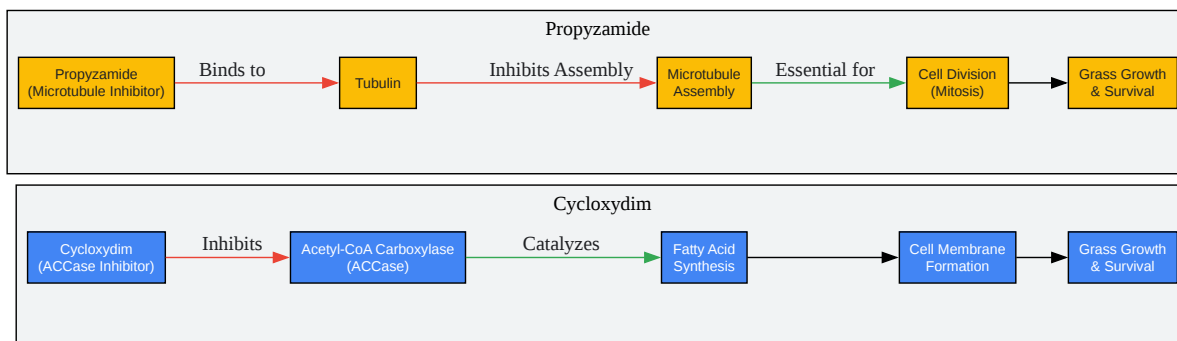 Propyzamide
Propyzamide
(Microtubule Inhibitor)
Binds to
Tubulin
Inhibits Assembly
Microtubule
Assembly
Essential for
Cell Division
(Mitosis)
Grass Growth
& Survival
Cycloxydim
Cycloxydim
(ACCase Inhibitor)
Inhibits
Acetyl-CoA Carboxylase
(ACCase)
Catalyzes
Fatty Acid
Synthesis
Cell Membrane
Formation
Grass Growth
& Survival